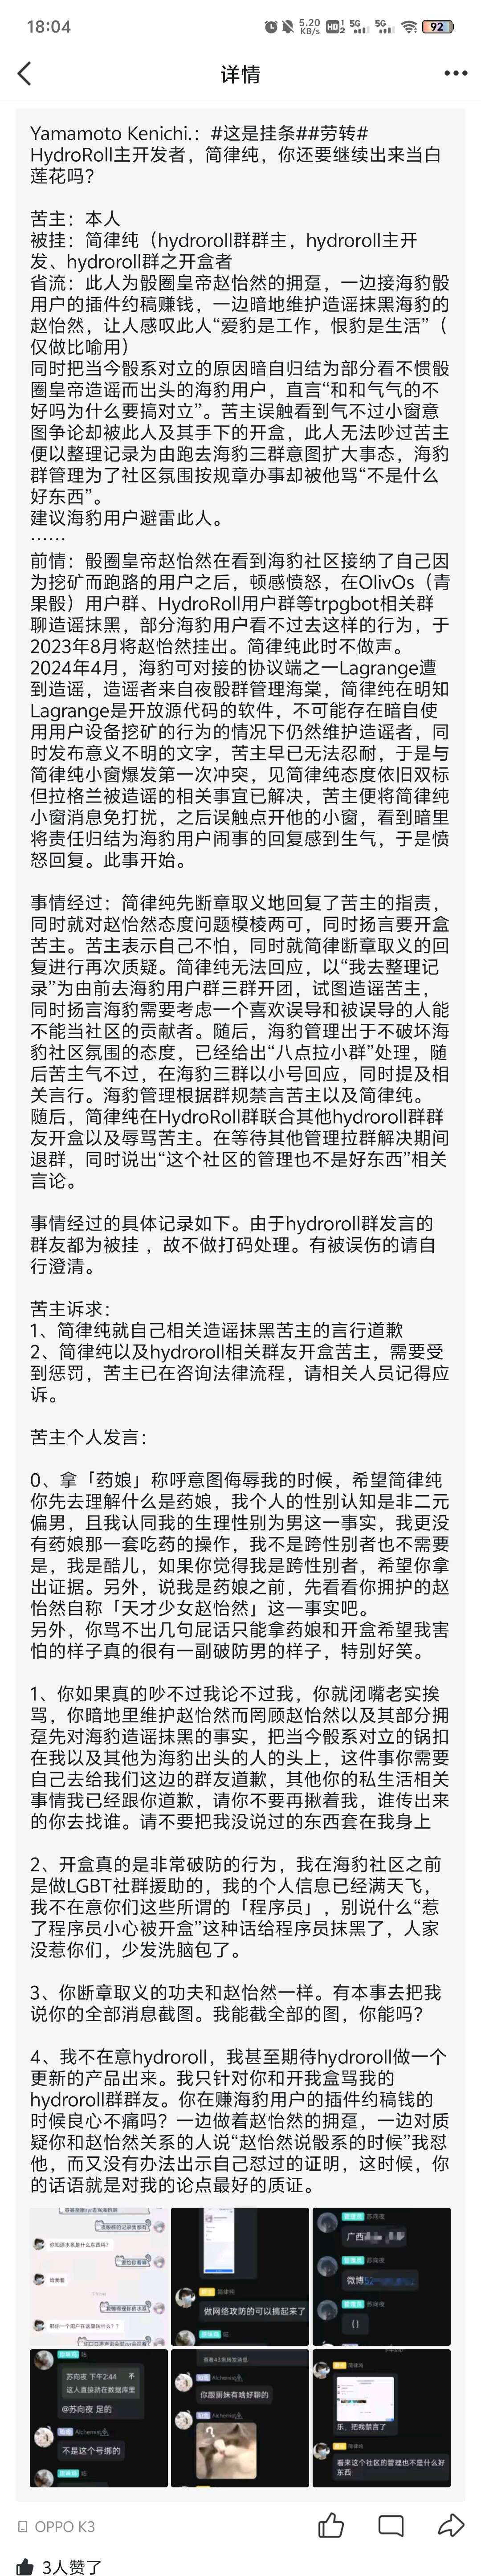 18:04
5.20 KB/s HD 1 2 5G 5G 92
详情
Yamamoto Kenichi.：#这是挂条##劳转#
HydroRoll主开发者，简律纯，你还要继续出来当白
莲花吗?
苦主：本人
被挂：简律纯（hydroroll群群主，hydroroll主开
发、hydroroll群之开盒者
省流：此人为骰圈皇帝赵怡然的拥趸，一边接海豹骰
用户的插件约稿赚钱，一边暗地维护造谣抹黑海豹的
赵怡然，让人感叹此人“爱豹是工作，恨豹是生活”（
仅做比喻用）
同时把当今骰系对立的原因暗自归结为部分看不惯骰
圈皇帝造谣而出头的海豹用户，直言“和和气气的不
好吗为什么要搞对立”。苦主误触看到气不过小窗意
图争论却被此人及其手下的开盒，此人无法吵过苦主
便以整理记录为由跑去海豹三群意图扩大事态，海豹
群管理为了社区氛围按规章办事却被他骂“不是什么
好东西”。
建议海豹用户避雷此人。
……
前情：骰圈皇帝赵怡然在看到海豹社区接纳了自己因
为挖矿而跑路的用户之后，顿感愤怒，在OlivOs（青
果骰）用户群、HydroRoll用户群等trpgbot相关群
聊造谣抹黑，部分海豹用户看不过去这样的行为，于
2023年8月将赵怡然挂出。简律纯此时不做声。
2024年4月，海豹可对接的协议端之一Lagrange遭
到造谣，造谣者来自夜骰群管理海棠，简律纯在明知
Lagrange是开放源代码的软件，不可能存在暗自使
用用户设备挖矿的行为的情况下仍然维护造谣者，同
时发布意义不明的文字，苦主早已无法忍耐，于是与
简律纯小窗爆发第一次冲突，见简律纯态度依旧双标
但拉格兰被造谣的相关事宜已解决，苦主便将简律纯
小窗消息免打扰，之后误触点开他的小窗，看到暗里
将责任归结为海豹用户闹事的回复感到生气，于是愤
怒回复。此事开始。
事情经过：简律纯先断章取义地回复了苦主的指责，
同时就对赵怡然态度问题模棱两可，同时扬言要开盒
苦主。苦主表示自己不怕，同时就简律断章取义的回
复进行再次质疑。简律纯无法回应，以“我去整理记
录”为由前去海豹用户群三群开团，试图造谣苦主，
同时扬言海豹需要考虑一个喜欢误导和被误导的人能
不能当社区的贡献者。随后，海豹管理出于不破坏海
豹社区氛围的态度，已经给出“八点拉小群”处理，随
后苦主气不过，在海豹三群以小号回应，同时提及相
关言行。海豹管理根据群规禁言苦主以及简律纯。
随后，简律纯在HydroRoll群联合其他hydroroll群群
友开盒以及辱骂苦主。在等待其他管理拉群解决期间
退群，同时说出“这个社区的管理也不是好东西”相关
言论。
事情经过的具体记录如下。由于hydroroll群发言的
群友都为被挂 ，故不做打码处理。有被误伤的请自
行澄清。
苦主诉求：
1、简律纯就自己相关造谣抹黑苦主的言行道歉
2、简律纯以及hydroroll相关群友开盒苦主，需要受
到惩罚，苦主已在咨询法律流程，请相关人员记得应
诉。
苦主个人发言：
0、拿「药娘」称呼意图侮辱我的时候，希望简律纯
你先去理解什么是药娘，我个人的性别认知是非二元
偏男，且我认同我的生理性别为男这一事实，我更没
有药娘那一套吃药的操作，我不是跨性别者也不需要
是，我是酷儿，如果你觉得我是跨性别者，希望你拿
出证据。另外，说我是药娘之前，先看看你拥护的赵
怡然自称「天才少女赵怡然」这一事实吧。
另外，你骂不出几句屁话只能拿药娘和开盒希望我害
怕的样子真的很有一副破防男的样子，特别好笑。
1、你如果真的吵不过我论不过我，你就闭嘴老实挨
骂，你暗地里维护赵怡然而罔顾赵怡然以及其部分拥
趸先对海豹造谣抹黑的事实，把当今骰系对立的锅扣
在我以及其他为海豹出头的人的头上，这件事你需要
自己去给我们这边的群友道歉，其他你的私生活相关
事情我已经跟你道歉，请你不要再揪着我，谁传出来
的你去找谁。请不要把我没说过的东西套在我身上
2、开盒真的是非常破防的行为，我在海豹社区之前
是做LGBT社群援助的，我的个人信息已经满天飞，
我不在意你们这些所谓的「程序员」，别说什么“惹
了程序员小心被开盒”这种话给程序员抹黑了，人家
没惹你们，少发洗脑包了。
3、你断章取义的功夫和赵怡然一样。有本事去把我
说你的全部消息截图。我能截全部的图，你能吗?
4、我不在意hydroroll，我甚至期待hydroroll做一个
更新的产品出来。我只针对你和开我盒骂我的
hydroroll群群友。你在赚海豹用户的插件约稿钱的
时候良心不痛吗？一边做着赵怡然的拥趸，一边对质
疑你和赵怡然关系的人说“赵怡然说骰系的时候”我怼
他，而又没有办法出示自己怼过的证明，这时候，你
的话语就是对我的论点最好的质证。
你知道水系是什么东西吗?
给我看
简律纯
做网络攻防的可以搞起来了
苏向夜
广西
苏向夜
微博
苏向夜
()
苏向夜 下午2:44
这人直接就在数据库里
@苏向夜 足的
Alchemist
不是这个号绑的
查看43条转发消息
Alchemist
你跟厨妹有啥好聊的
简律纯
乐，把我禁言了
简律纯
看来这个社区的管理也不是什么好
东西
OPPO K3
3人赞了